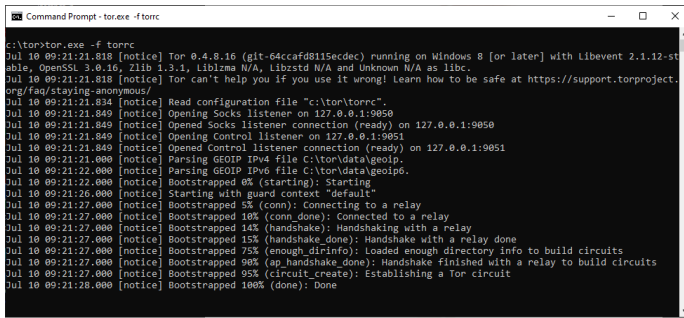 Command Prompt - tor.exe -f torrc
c:\tor>tor.exe -f torrc
Jul 10 09:21:21.818 [notice] Tor 0.4.8.16 (git-64ccafd8115ecdec) running on Windows 8 [or later] with Libevent 2.1.12-st
able, OpenSSL 3.0.16, Zlib 1.3.1, Liblzma N/A, Libzstd N/A and Unknown N/A as libc.
Jul 10 09:21:21.818 [notice] Tor can't help you if you use it wrong! Learn how to be safe at https://support.torproject.
org/faq/staying-anonymous/
Jul 10 09:21:21.834 [notice] Read configuration file "c:\tor\torrc".
Jul 10 09:21:21.849 [notice] Opening Socks listener on 127.0.0.1:9050
Jul 10 09:21:21.849 [notice] Opened Socks listener connection (ready) on 127.0.0.1:9050
Jul 10 09:21:21.849 [notice] Opening Control listener on 127.0.0.1:9051
Jul 10 09:21:21.849 [notice] Opened Control listener connection (ready) on 127.0.0.1:9051
Jul 10 09:21:21.000 [notice] Parsing GEOIP IPv4 file C:\tor\data\geoip.
Jul 10 09:21:22.000 [notice] Parsing GEOIP IPv6 file C:\tor\data\geoip6.
Jul 10 09:21:22.000 [notice] Bootstrapped 0% (starting): Starting
Jul 10 09:21:26.000 [notice] Starting with guard context "default"
Jul 10 09:21:27.000 [notice] Bootstrapped 5% (conn): Connecting to a relay
Jul 10 09:21:27.000 [notice] Bootstrapped 10% (conn_done): Connected to a relay
Jul 10 09:21:27.000 [notice] Bootstrapped 14% (handshake): Handshaking with a relay
Jul 10 09:21:27.000 [notice] Bootstrapped 15% (handshake_done): Handshake with a relay done
Jul 10 09:21:27.000 [notice] Bootstrapped 75% (enough_dirinfo): Loaded enough directory info to build circuits
Jul 10 09:21:27.000 [notice] Bootstrapped 90% (ap_handshake_done): Handshake finished with a relay to build circuits
Jul 10 09:21:27.000 [notice] Bootstrapped 95% (circuit_create): Establishing a Tor circuit
Jul 10 09:21:28.000 [notice] Bootstrapped 100% (done): Done